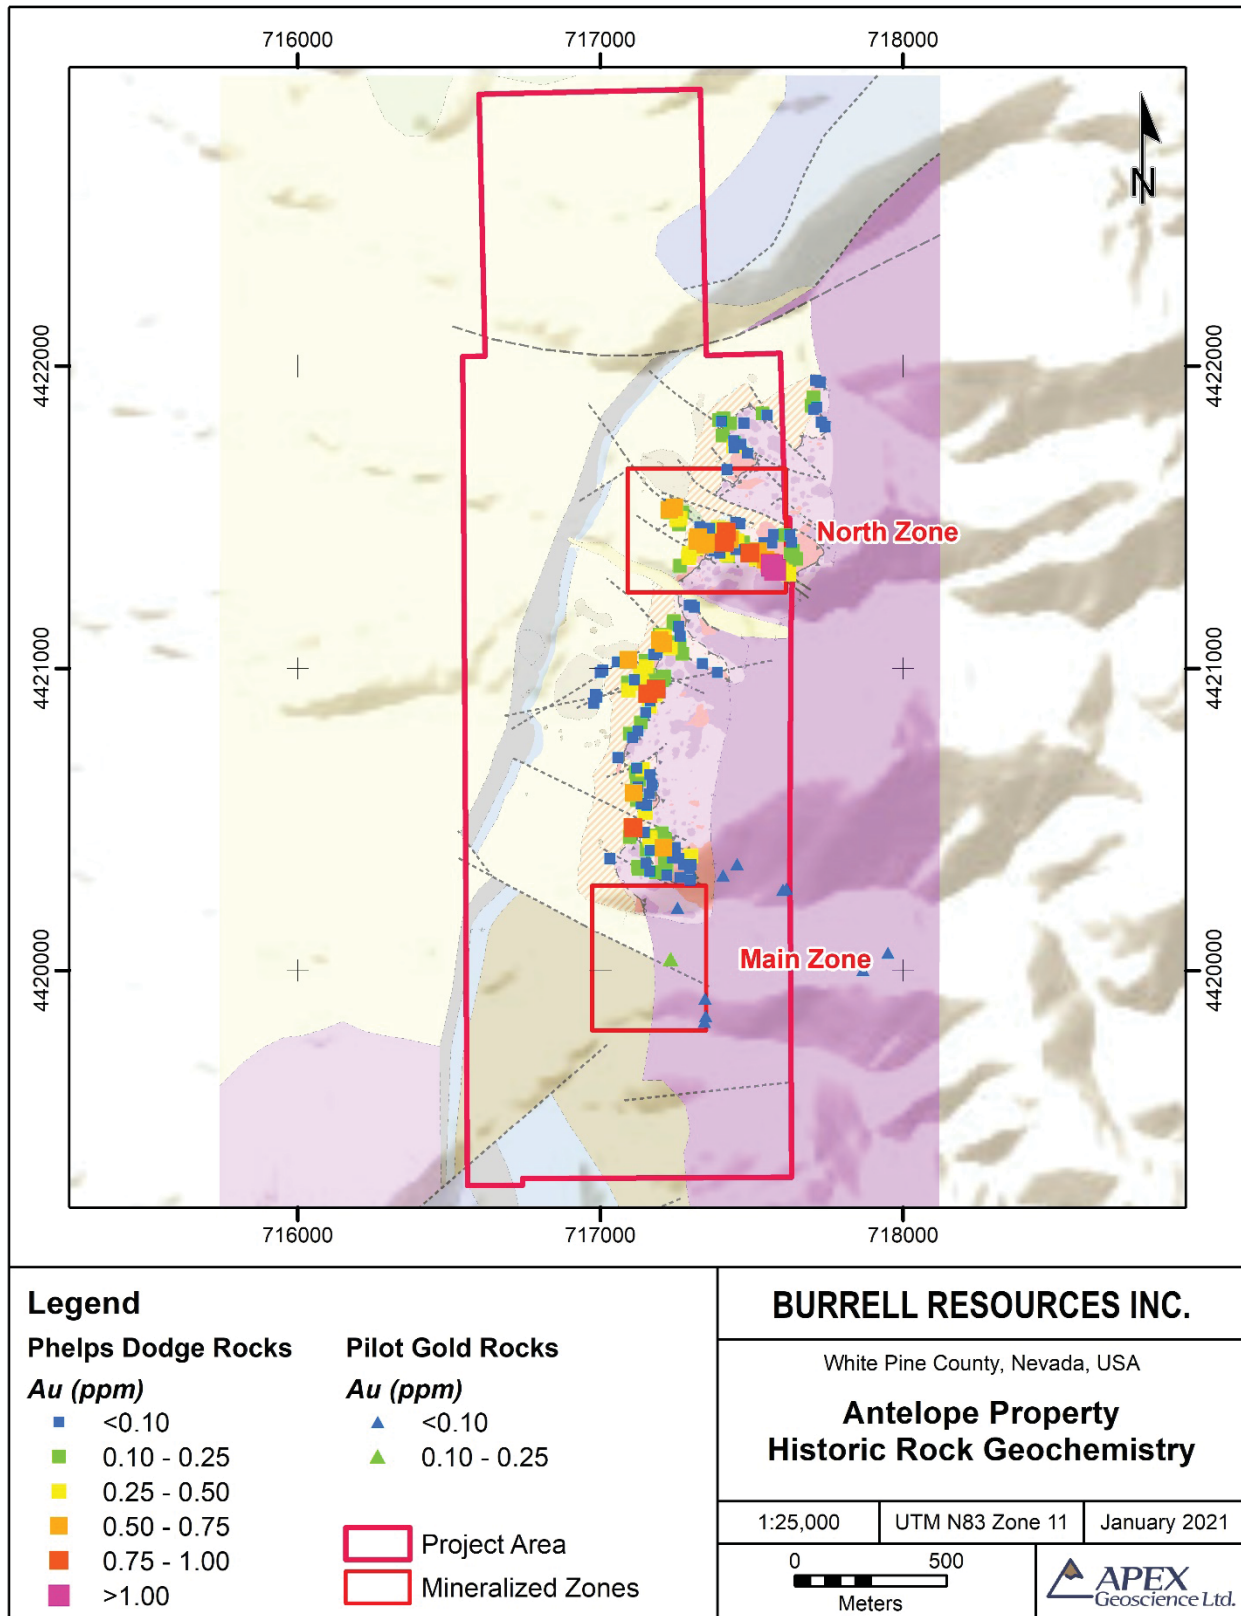 716000 717000 718000
N
4422000 4422000
North Zone
4421000 4421000
Main Zone
4420000 4420000
716000 717000 718000
Legend
Phelps Dodge Rocks
Au (ppm)
<0.10
0.10 - 0.25
0.25 - 0.50
0.50 - 0.75
0.75 - 1.00
>1.00
Pilot Gold Rocks
Au (ppm)
<0.10
0.10 - 0.25
Project Area
Mineralized Zones
BURRELL RESOURCES INC.
White Pine County, Nevada, USA
Antelope Property
Historic Rock Geochemistry
1:25,000 UTM N83 Zone 11 January 2021
0 500
Meters
APEX
Geoscience Ltd.